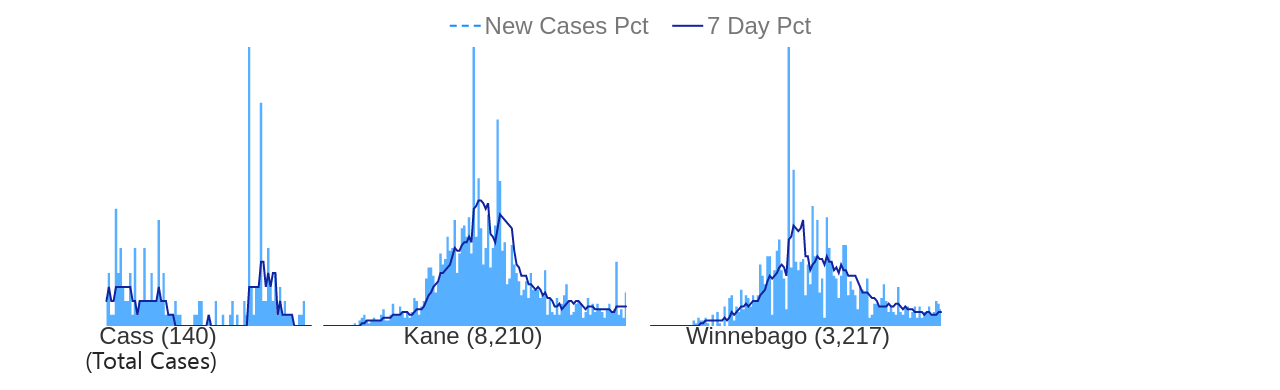 New Cases Pct 7 Day Pct
Cass (140) Kane (8,210) Winnebago (3,217)
(Total Cases)